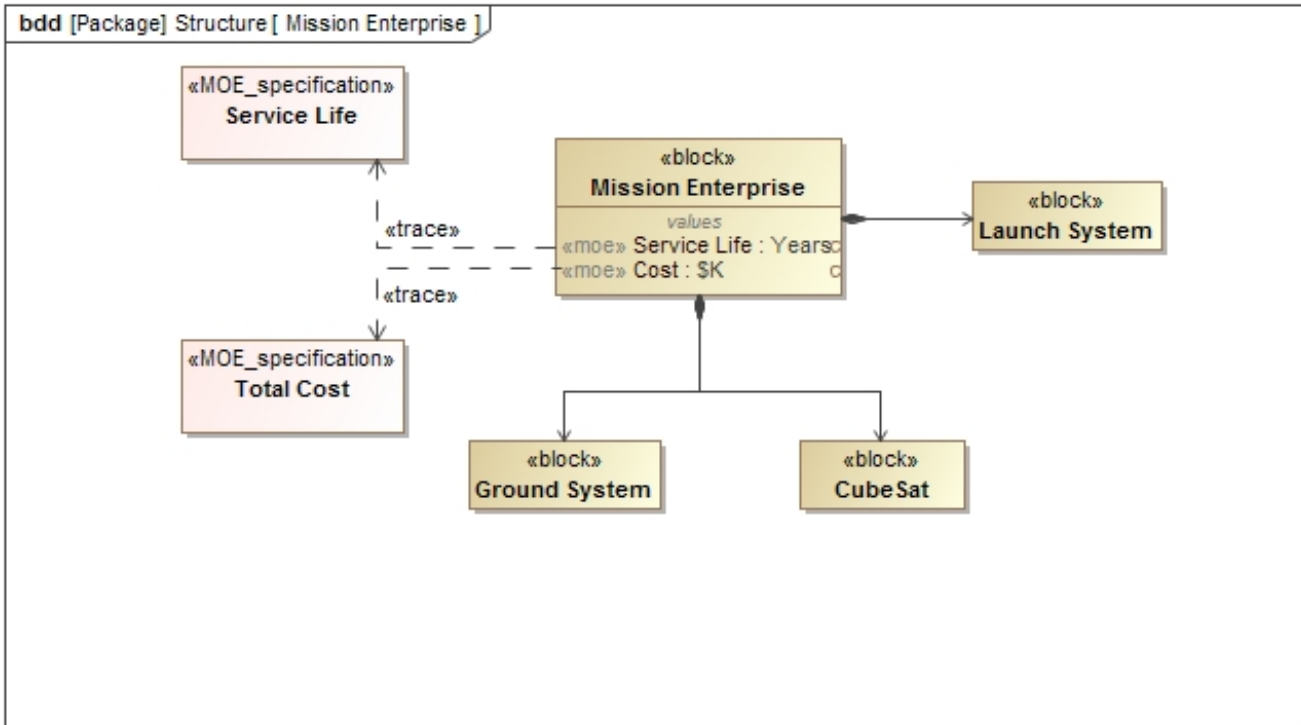 bdd [Package] Structure [ Mission Enterprise ]
«MOE_specification»
Service Life
«block»
Mission Enterprise
values
«moe» Service Life : Years
«moe» Cost : $K
«block»
Launch System
«trace»
«trace»
«MOE_specification»
Total Cost
«block»
Ground System
«block»
CubeSat